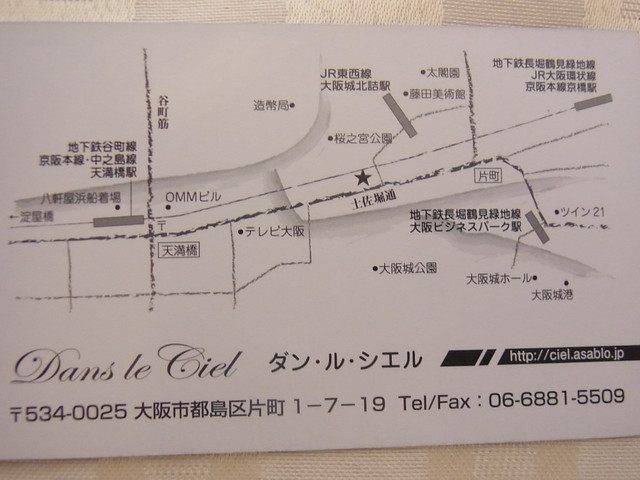 地下鉄長堀鶴見緑地線
JR大阪環状線
京阪本線京橋駅
JR東西線
大阪城北詰駅
太閤園
藤田美術館
谷町筋
造幣局
桜之宮公園
地下鉄谷町線
京阪本線・中之島線
天満橋駅
八軒屋浜船着場
OMMビル
←淀屋橋
〒
天満橋
テレビ大阪
★
土佐堀通
片町
地下鉄長堀鶴見緑地線
大阪ビジネスパーク駅
ツイン21
大阪城公園
大阪城ホール
大阪城港
Dans le Ciel ダン・ル・シエル http://ciel.asablo.jp
〒534-0025 大阪市都島区片町 1-7-19 Tel/Fax：06-6881-5509